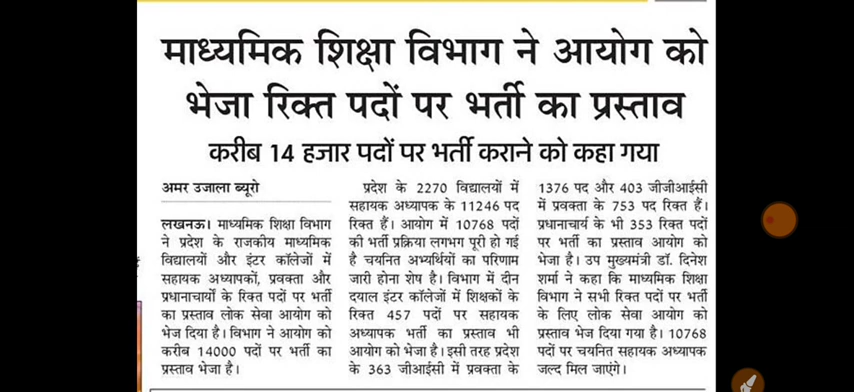 माध्यमिक शिक्षा विभाग ने आयोग को
भेजा रिक्त पदों पर भर्ती का प्रस्ताव
करीब 14 हजार पदों पर भर्ती कराने को कहा गया
अमर उजाला ब्यूरो
लखनऊ। माध्यमिक शिक्षा विभाग
ने प्रदेश के राजकीय माध्यमिक
विद्यालयों और इंटर कॉलेजों में
सहायक अध्यापकों, प्रवक्ता और
प्रधानाचार्यों के रिक्त पदों पर भर्ती
का प्रस्ताव लोक सेवा आयोग को
भेज दिया है। विभाग ने आयोग को
करीब 14000 पदों पर भर्ती का
प्रस्ताव भेजा है।
प्रदेश के 2270 विद्यालयों में
सहायक अध्यापक के 11246 पद
रिक्त हैं। आयोग में 10768 पदों
की भर्ती प्रक्रिया लगभग पूरी हो गई
है चयनित अभ्यर्थियों का परिणाम
जारी होना शेष है। विभाग में दीन
दयाल इंटर कॉलेजों में शिक्षकों के
रिक्त 457 पदों पर सहायक
अध्यापक भर्ती का प्रस्ताव भी
आयोग को भेजा है। इसी तरह प्रदेश
के 363 जीआईसी में प्रवक्ता के
1376 पद और 403 जीजीआईसी
में प्रवक्ता के 753 पद रिक्त हैं।
प्रधानाचार्य के भी 353 रिक्त पदों
पर भर्ती का प्रस्ताव आयोग को
भेजा है। उप मुख्यमंत्री डॉ. दिनेश
शर्मा ने कहा कि माध्यमिक शिक्षा
विभाग ने सभी रिक्त पदों पर भर्ती
के लिए लोक सेवा आयोग को
प्रस्ताव भेज दिया गया है। 10768
पदों पर चयनित सहायक अध्यापक
जल्द मिल जाएंगे।